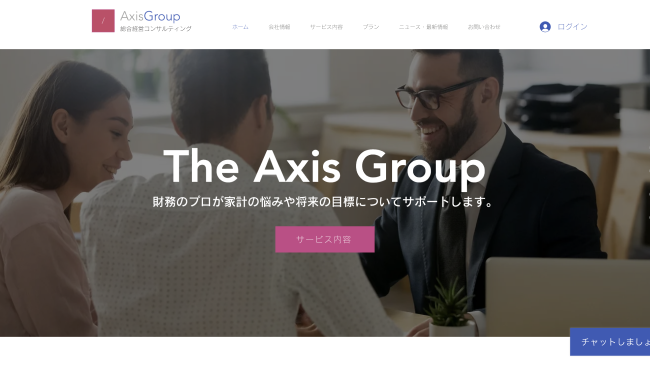 /
AxisGroup
総合経営コンサルティング
ホーム 会社情報 サービス内容 プラン ニュース・最新情報 お問い合わせ
ログイン
The Axis Group
財務のプロが家計の悩みや将来の目標についてサポートします。
サービス内容
チャットしましょ